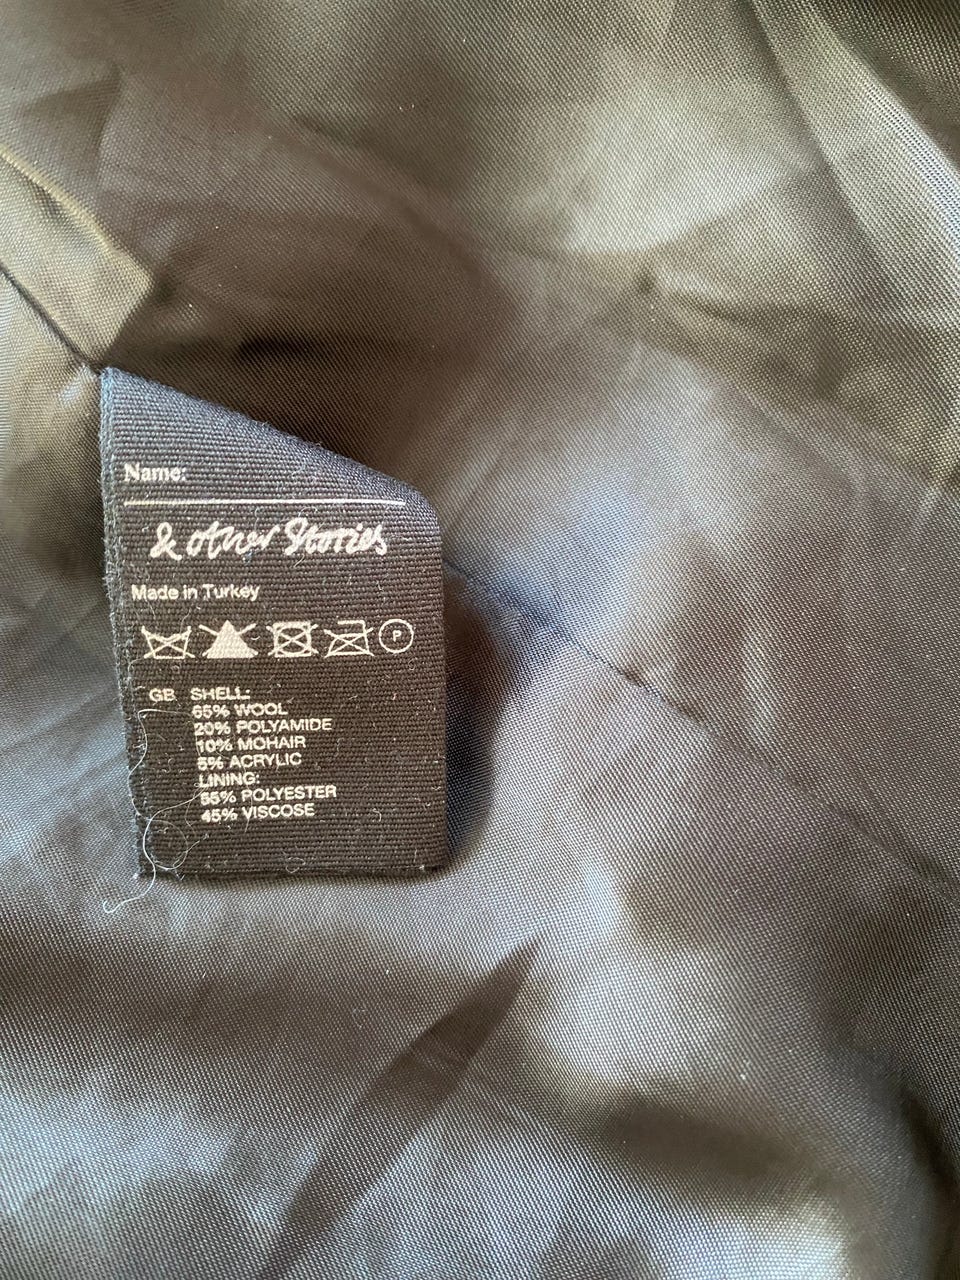 Name:
& other Stories
Made in Turkey
P
GB SHELL:
65% WOOL
20% POLYAMIDE
10% MOHAIR
5% ACRYLIC
LINING:
55% POLYESTER
45% VISCOSE